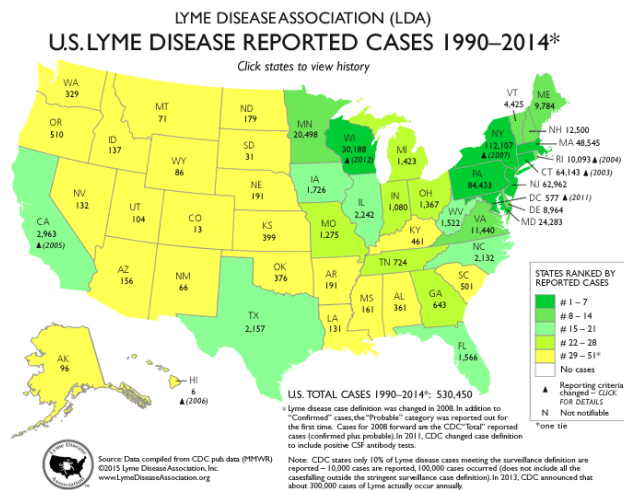 LYME DISEASE ASSOCIATION (LDA)
U.S. LYME DISEASE REPORTED CASES 1990–2014*
Click states to view history
WA
329
OR
510
ID
137
MT
71
ND
179
SD
31
WY
86
NE
191
NV
132
UT
104
CO
13
KS
399
CA
2,963
▲(2005)
AZ
156
NM
66
OK
376
TX
2,157
MN
20,498
IA
1,726
MO
1,275
AR
191
LA
131
WI
30,188
▲(2012)
IL
2,242
MI
1,423
IN
1,080
OH
1,367
KY
461
TN 724
MS
161
AL
361
GA
643
FL
1,566
SC
501
NC
2,132
VA
11,440
WV
1,522
PA
84,433
NY
112,107
▲(2007)
VT
4,425
ME
9,784
NH 12,500
MA 48,545
RI 10,093 ▲(2004)
CT 64,143 ▲(2003)
NJ 62,962
DC 577 ▲(2011)
DE 8,964
MD 24,283
AK
96
HI
6
▲(2006)
STATES RANKED BY
REPORTED CASES
# 1 – 7
# 8 – 14
# 15 – 21
# 22 – 28
# 29 – 51*
No cases
▲ Reporting criteria
changed – CLICK
FOR DETAILS
N Not notifiable
*one tie
U.S. TOTAL CASES 1990–2014*: 530,450
* Lyme disease case definition was changed in 2008. In addition to
“Confirmed” cases, the “Probable” category was reported out for
the first time. Cases for 2008 forward are the CDC “Total” reported
cases (confirmed plus probable). In 2011, CDC changed case definition
to include positive CSF antibody tests.
Note: CDC states only 10% of Lyme disease cases meeting the surveillance definition are
reported – 10,000 cases are reported, 100,000 cases occurred (does not include all the
casesfalling outside the stringent surveillance case definition). In 2013, CDC announced that
about 300,000 cases of Lyme actually occur annually.
Lyme Disease
Association
Source: Data compiled from CDC pub data (MMWR)
©2015 Lyme Disease Association, Inc.
www.LymeDiseaseAssociation.org